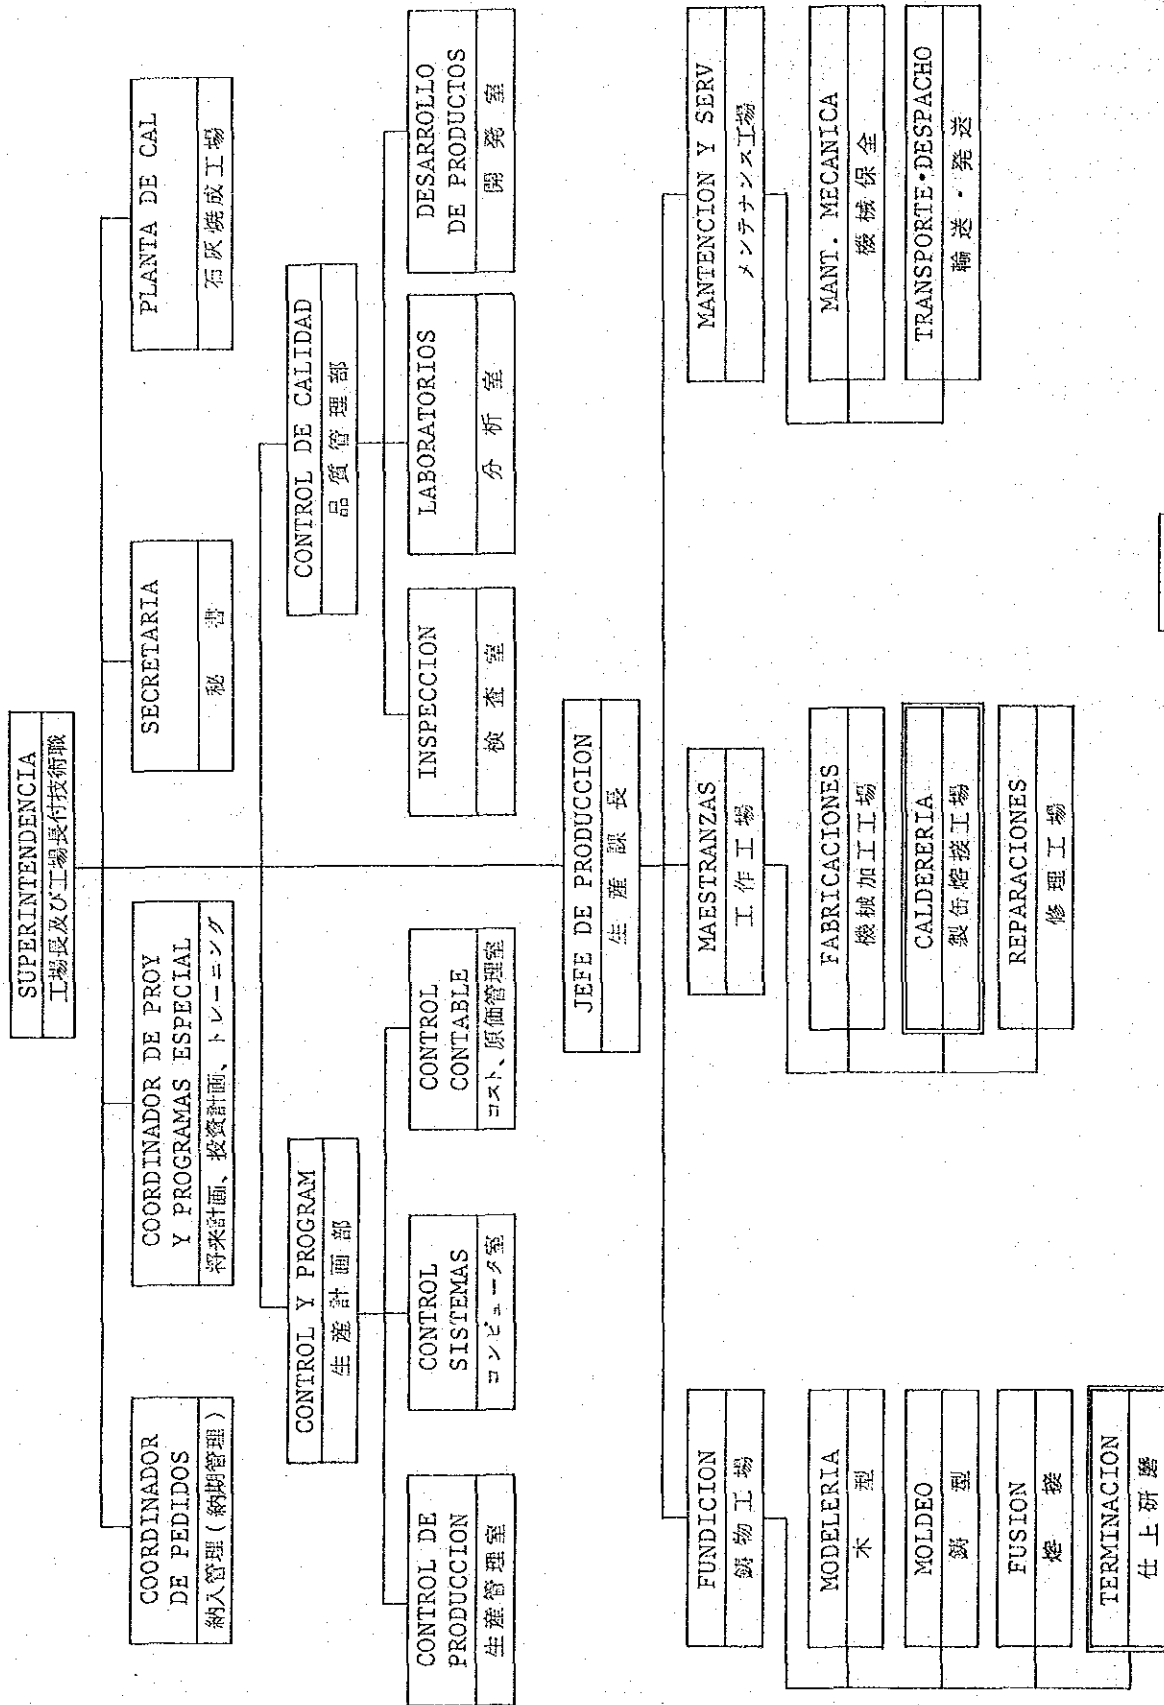 SUPERINTENDENCIA
工場長及び工場長付技術職
COORDINADOR
DE PEDIDOS
納入管理(納期管理)
COORDINADOR DE PROY
Y PROGRAMAS ESPECIAL
将来計画、投資計画、トレーニング
SECRETARIA
秘書
PLANTA DE CAL
石灰焼成工場
CONTROL Y PROGRAM
生産計画部
CONTROL DE CALIDAD
品質管理部
CONTROL DE
PRODUCCION
生産管理室
CONTROL
SISTEMAS
コンピュータ室
CONTROL
CONTABLE
コスト、原価管理室
INSPECCION
検査室
LABORATORIOS
分析室
DESARROLLO
DE PRODUCTOS
開発室
JEFE DE PRODUCCION
生産課長
FUNDICION
鋳物工場
MODELERIA
木型
MOLDEO
鋳型
FUSION
熔接
TERMINACION
仕上研磨
MAESTRANZAS
工作工場
FABRICACIONES
機械加工工場
CALDERERIA
製缶熔接工場
REPARACIONES
修理工場
MANTENCION Y SERV
メンテナンス工場
MANT. MECANICA
機械保全
TRANSPORTE・DESPACHO
輸送・発送